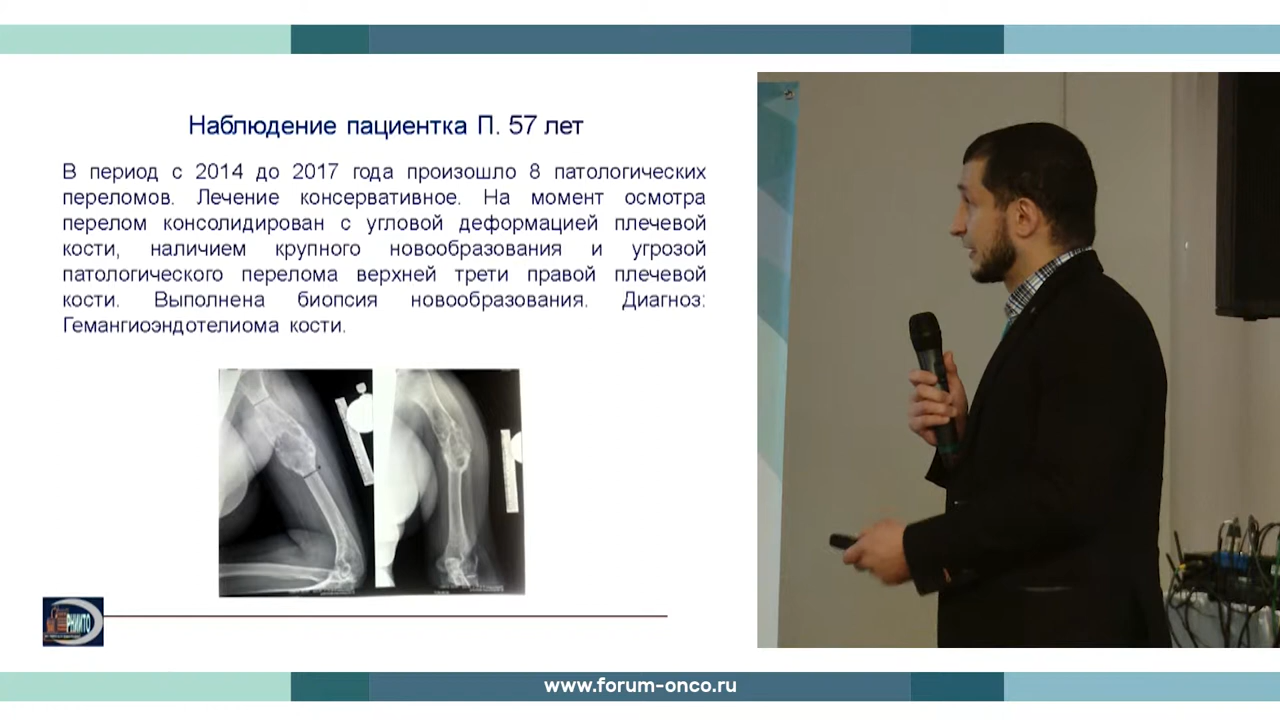 Наблюдение пациентка П. 57 лет
В период с 2014 до 2017 года произошло 8 патологических
переломов. Лечение консервативное. На момент осмотра
перелом консолидирован с угловой деформацией плечевой
кости, наличием крупного новообразования и угрозой
патологического перелома верхней трети правой плечевой
кости. Выполнена биопсия новообразования. Диагноз:
Гемангиоэндотелиома кости.
РНИИТО
www.forum-onco.ru